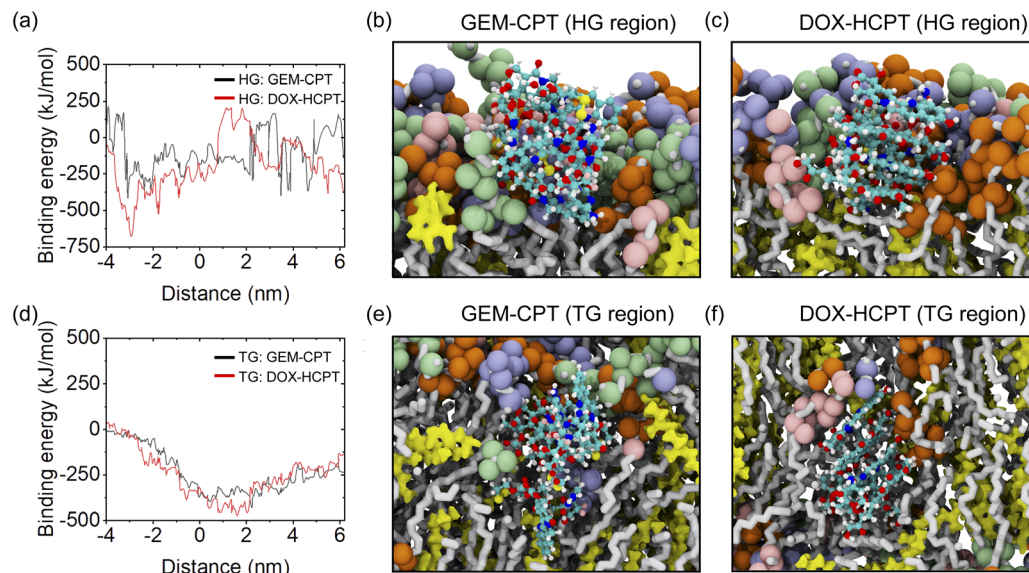 (a)
500
250
0
-250
-500
-750
Binding energy (kJ/mol)
HG: GEM-CPT
HG: DOX-HCPT
-4 -2 0 2 4 6
Distance (nm)
(b) GEM-CPT (HG region)
(c) DOX-HCPT (HG region)
(d)
500
250
0
-250
-500
Binding energy (kJ/mol)
TG: GEM-CPT
TG: DOX-HCPT
-4 -2 0 2 4 6
Distance (nm)
(e) GEM-CPT (TG region)
(f) DOX-HCPT (TG region)